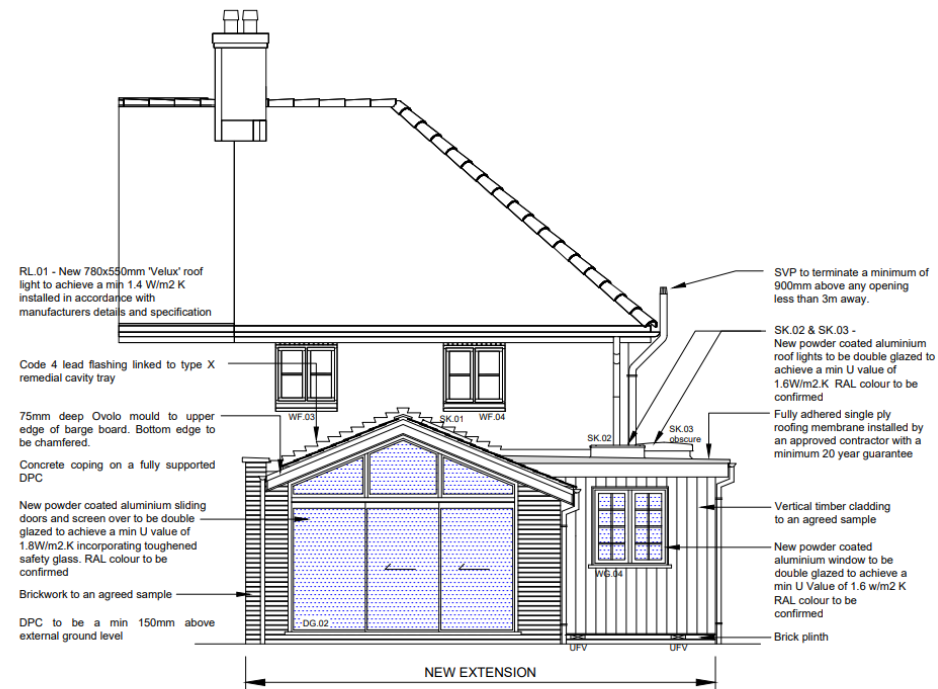 RL.01 - New 780x550mm 'Velux' roof
light to achieve a min 1.4 W/m2 K
installed in accordance with
manufacturers details and specification
Code 4 lead flashing linked to type X
remedial cavity tray
75mm deep Ovolo mould to upper
edge of barge board. Bottom edge to
be chamfered.
Concrete coping on a fully supported
DPC
New powder coated aluminium sliding
doors and screen over to be double
glazed to achieve a min U value of
1.8W/m2.K incorporating toughened
safety glass. RAL colour to be
confirmed
Brickwork to an agreed sample
DPC to be a min 150mm above
external ground level
WF.03
WF.04
SK.01
SK.02
SK.03
obscure
WG.04
DG.02
UFV
UFV
NEW EXTENSION
SVP to terminate a minimum of
900mm above any opening
less than 3m away.
SK.02 & SK.03 -
New powder coated aluminium
roof lights to be double glazed to
achieve a min U value of
1.6W/m2.K RAL colour to be
confirmed
Fully adhered single ply
roofing membrane installed by
an approved contractor with a
minimum 20 year guarantee
Vertical timber cladding
to an agreed sample
New powder coated
aluminium window to be
double glazed to achieve a
min U Value of 1.6 w/m2 K
RAL colour to be
confirmed
Brick plinth